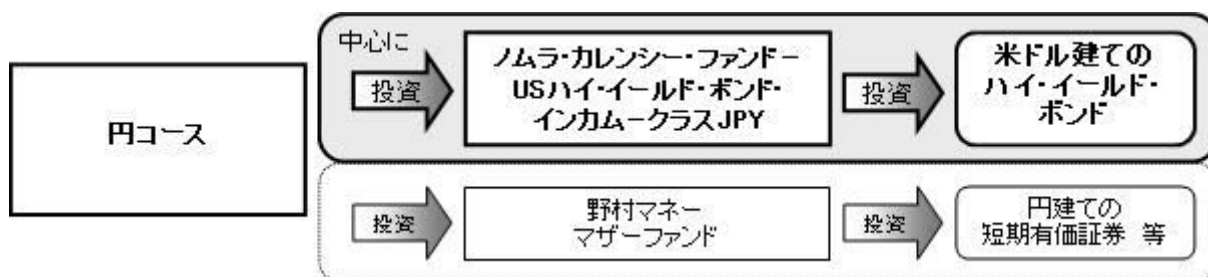 円コース
中心に
投資
ノムラ・カレンシー・ファンドー
USハイ・イールド・ボンド・
インカムークラスJPY
投資
米ドル建ての
ハイ・イールド・
ボンド
投資
野村マネー
マザーファンド
投資
円建ての
短期有価証券 等